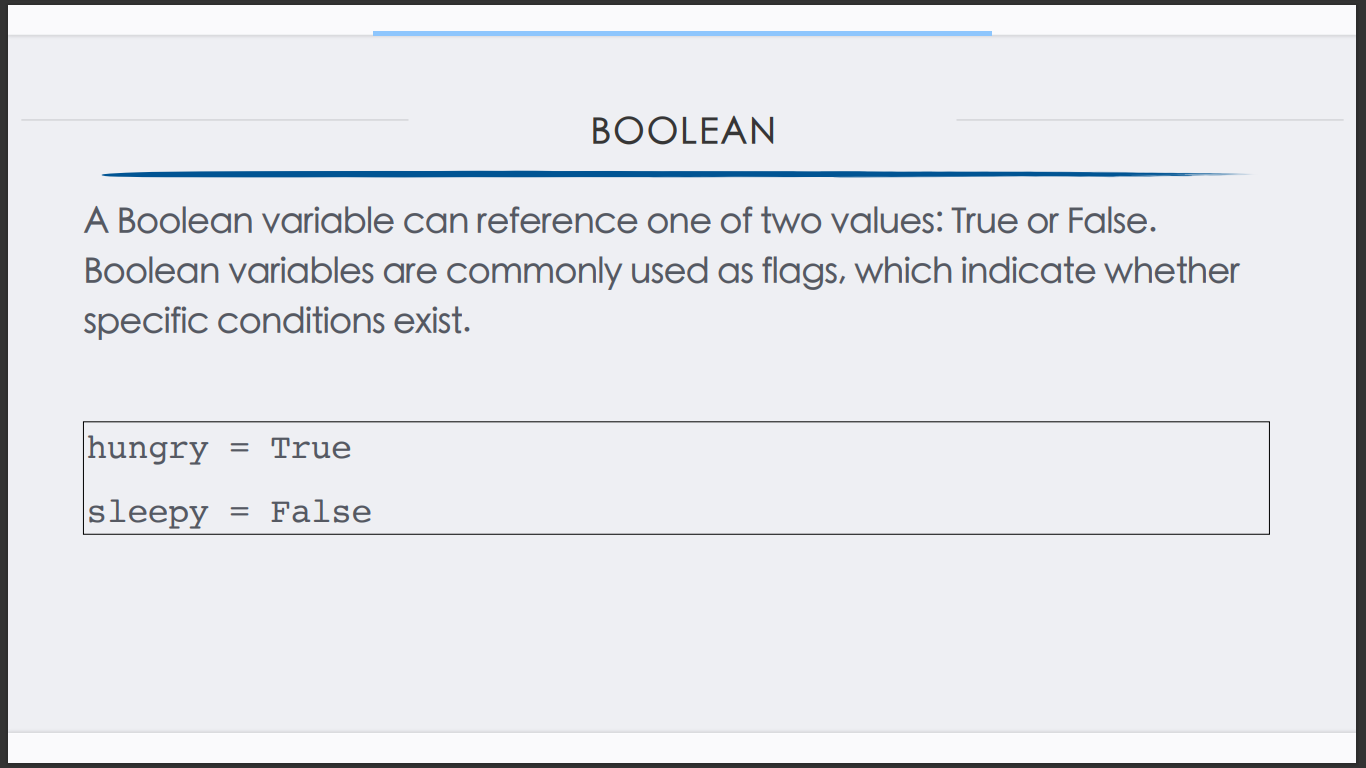 BOOLEAN
A Boolean variable can reference one of two values: True or False.
Boolean variables are commonly used as flags, which indicate whether
specific conditions exist.
hungry = True
sleepy = False